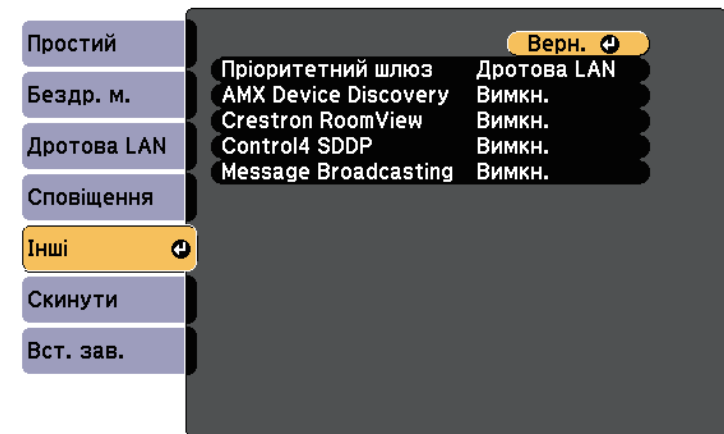 Простий
Бездр. м.
Дротова LAN
Сповіщення
Інші
Скинути
Вст. зав.
Верн.
Пріоритетний шлюз Дротова LAN
AMX Device Discovery Вимкн.
Crestron RoomView Вимкн.
Control4 SDDP Вимкн.
Message Broadcasting Вимкн.